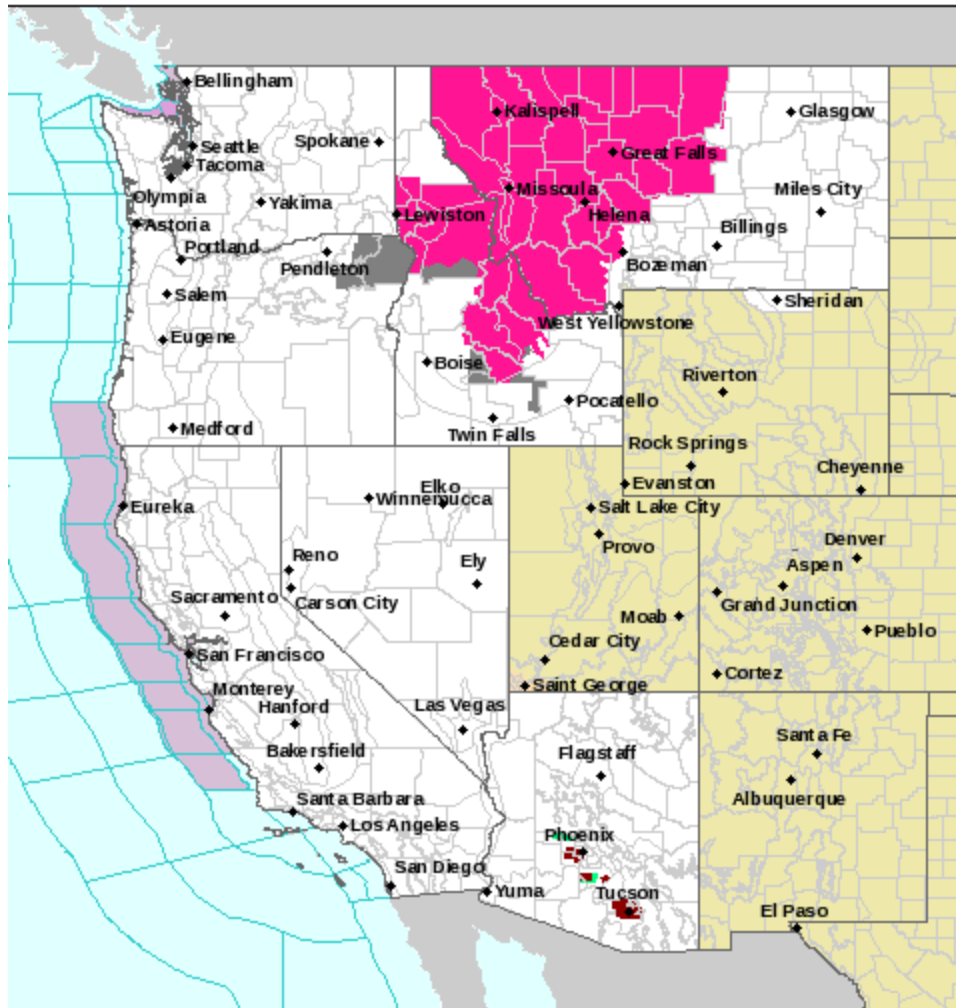 Bellingham
Kalispell
Glasgow
Spokane
Seattle
Great Falls
Tacoma
Missoula
Miles City
Olympia
Yakima
Lewiston
Helena
Astoria
Billings
Portland
Pendleton
Bozeman
Salem
Sheridan
West Yellowstone
Eugene
Boise
Riverton
Pocatello
Medford
Twin Falls
Rock Springs
Cheyenne
Elko
Evanston
Winnemucca
Eureka
Salt Lake City
Denver
Provo
Reno
Ely
Aspen
Sacramento
Carson City
Grand Junction
Moab
Pueblo
Cedar City
San Francisco
Cortez
Monterey
Saint George
Hanford
Las Vegas
Santa Fe
Bakersfield
Flagstaff
Santa Barbara
Albuquerque
Los Angeles
Phoenix
San Diego
Yuma
Tucson
El Paso